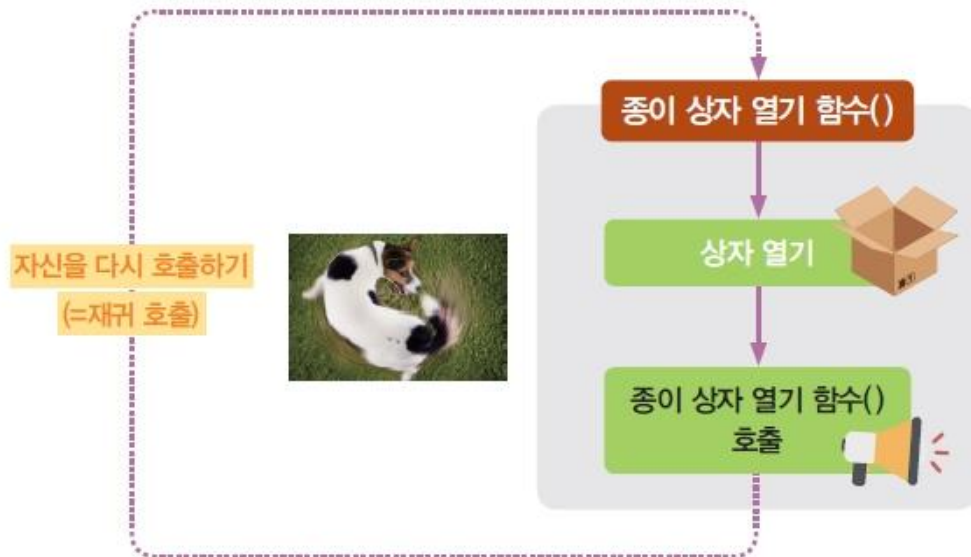 종이 상자 열기 함수( )
상자 열기
자신을 다시 호출하기
(=재귀 호출)
종이 상자 열기 함수( )
호출